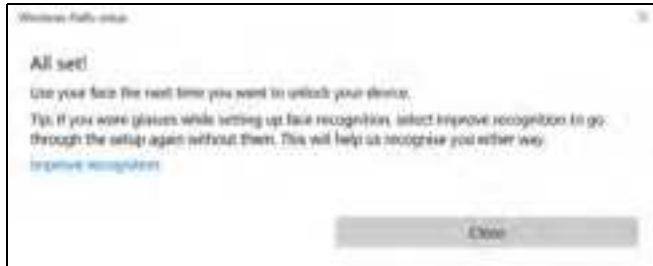 Windows Hello setup
All set!
Use your face the next time you want to unlock your device.
Tip: If you wore glasses while setting up face recognition, select Improve recognition to go
through the setup again without them. This will help us recognise you either way.
Improve recognition
Close